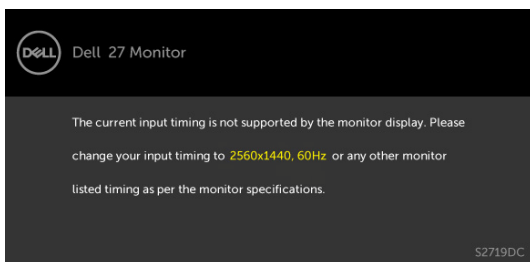 DELL
Dell 27 Monitor
The current input timing is not supported by the monitor display. Please
change your input timing to 2560x1440, 60Hz or any other monitor
listed timing as per the monitor specifications.
S2719DC